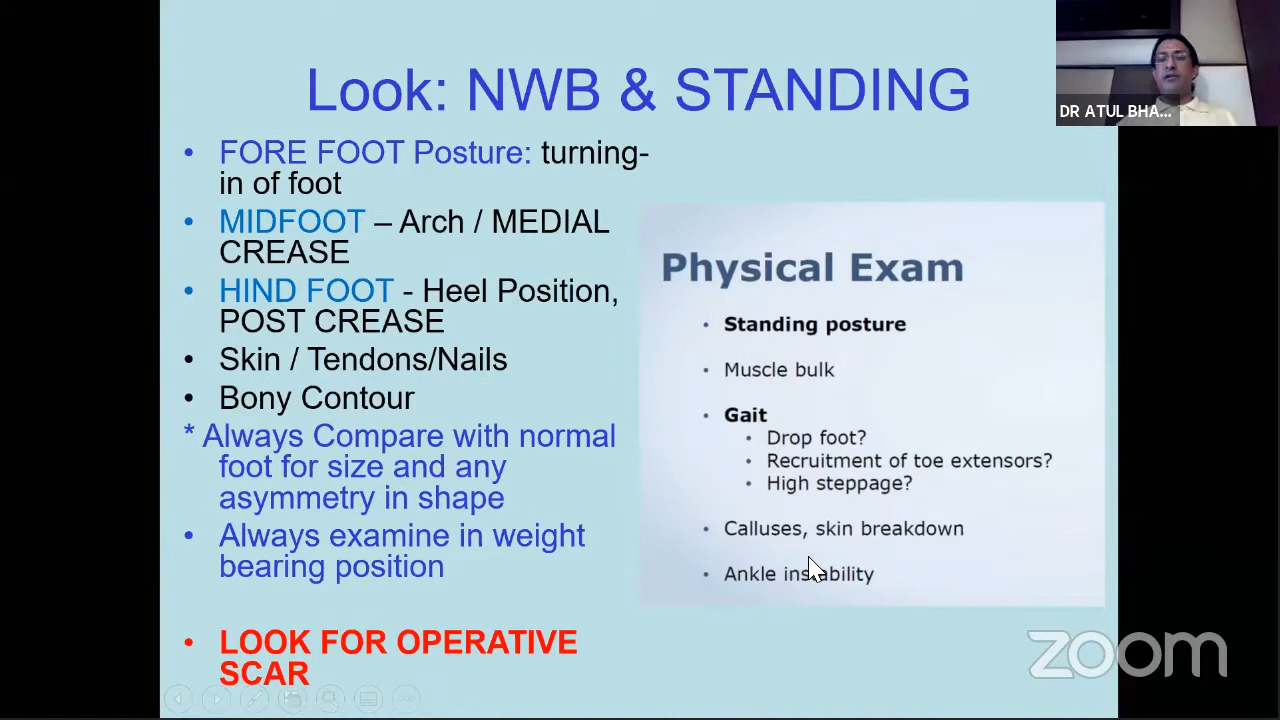 Look: NWB & STANDING
• FORE FOOT Posture: turning-
in of foot
• MIDFOOT – Arch / MEDIAL
CREASE
• HIND FOOT - Heel Position,
POST CREASE
• Skin / Tendons/Nails
• Bony Contour
* Always Compare with normal
foot for size and any
asymmetry in shape
• Always examine in weight
bearing position
• LOOK FOR OPERATIVE
SCAR
Physical Exam
• Standing posture
• Muscle bulk
• Gait
• Drop foot?
• Recruitment of toe extensors?
• High steppage?
• Calluses, skin breakdown
• Ankle instability
DR ATUL BHA...
zoom